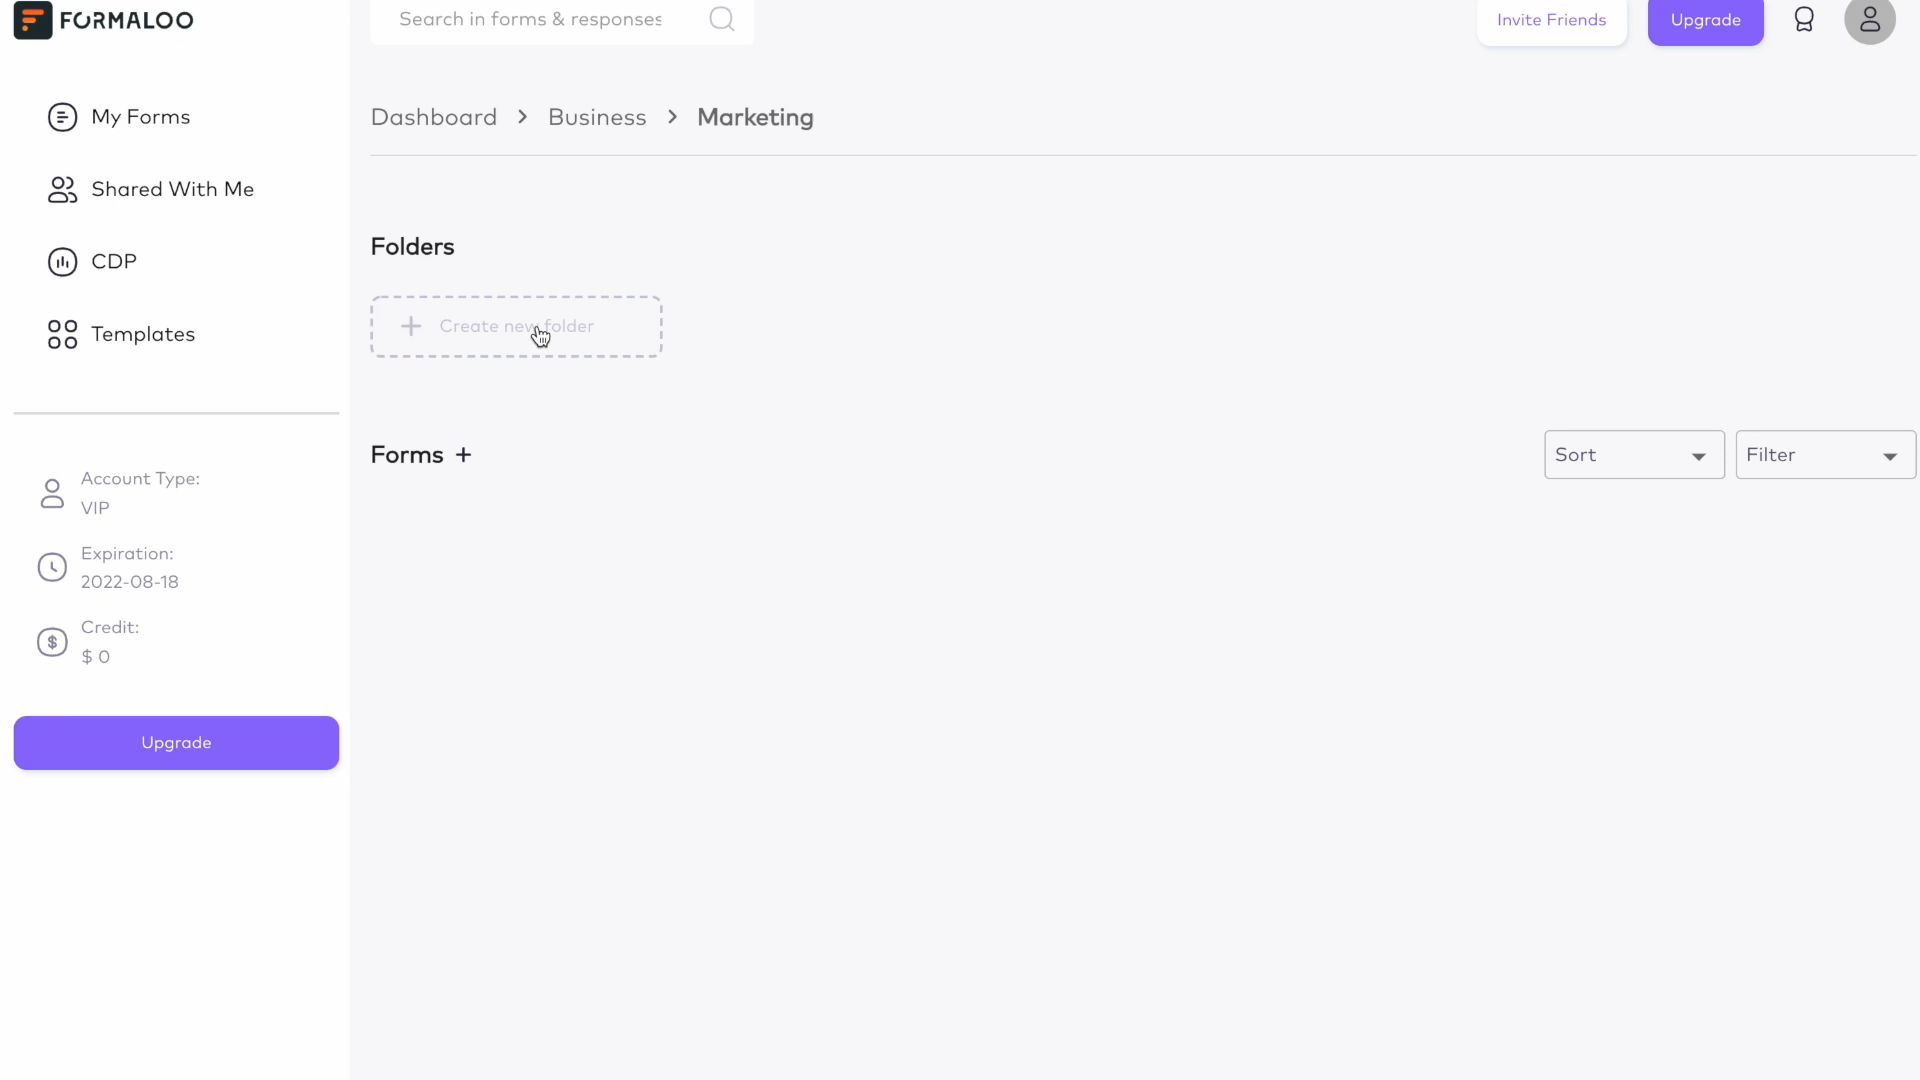 FORMALOO
Search in forms & responses
Invite Friends
Upgrade
My Forms
Shared With Me
CDP
Templates
Account Type:
VIP
Expiration:
2022-08-18
Credit:
$ 0
Upgrade
Dashboard > Business > Marketing
Folders
+ Create new folder
Forms +
Sort
Filter